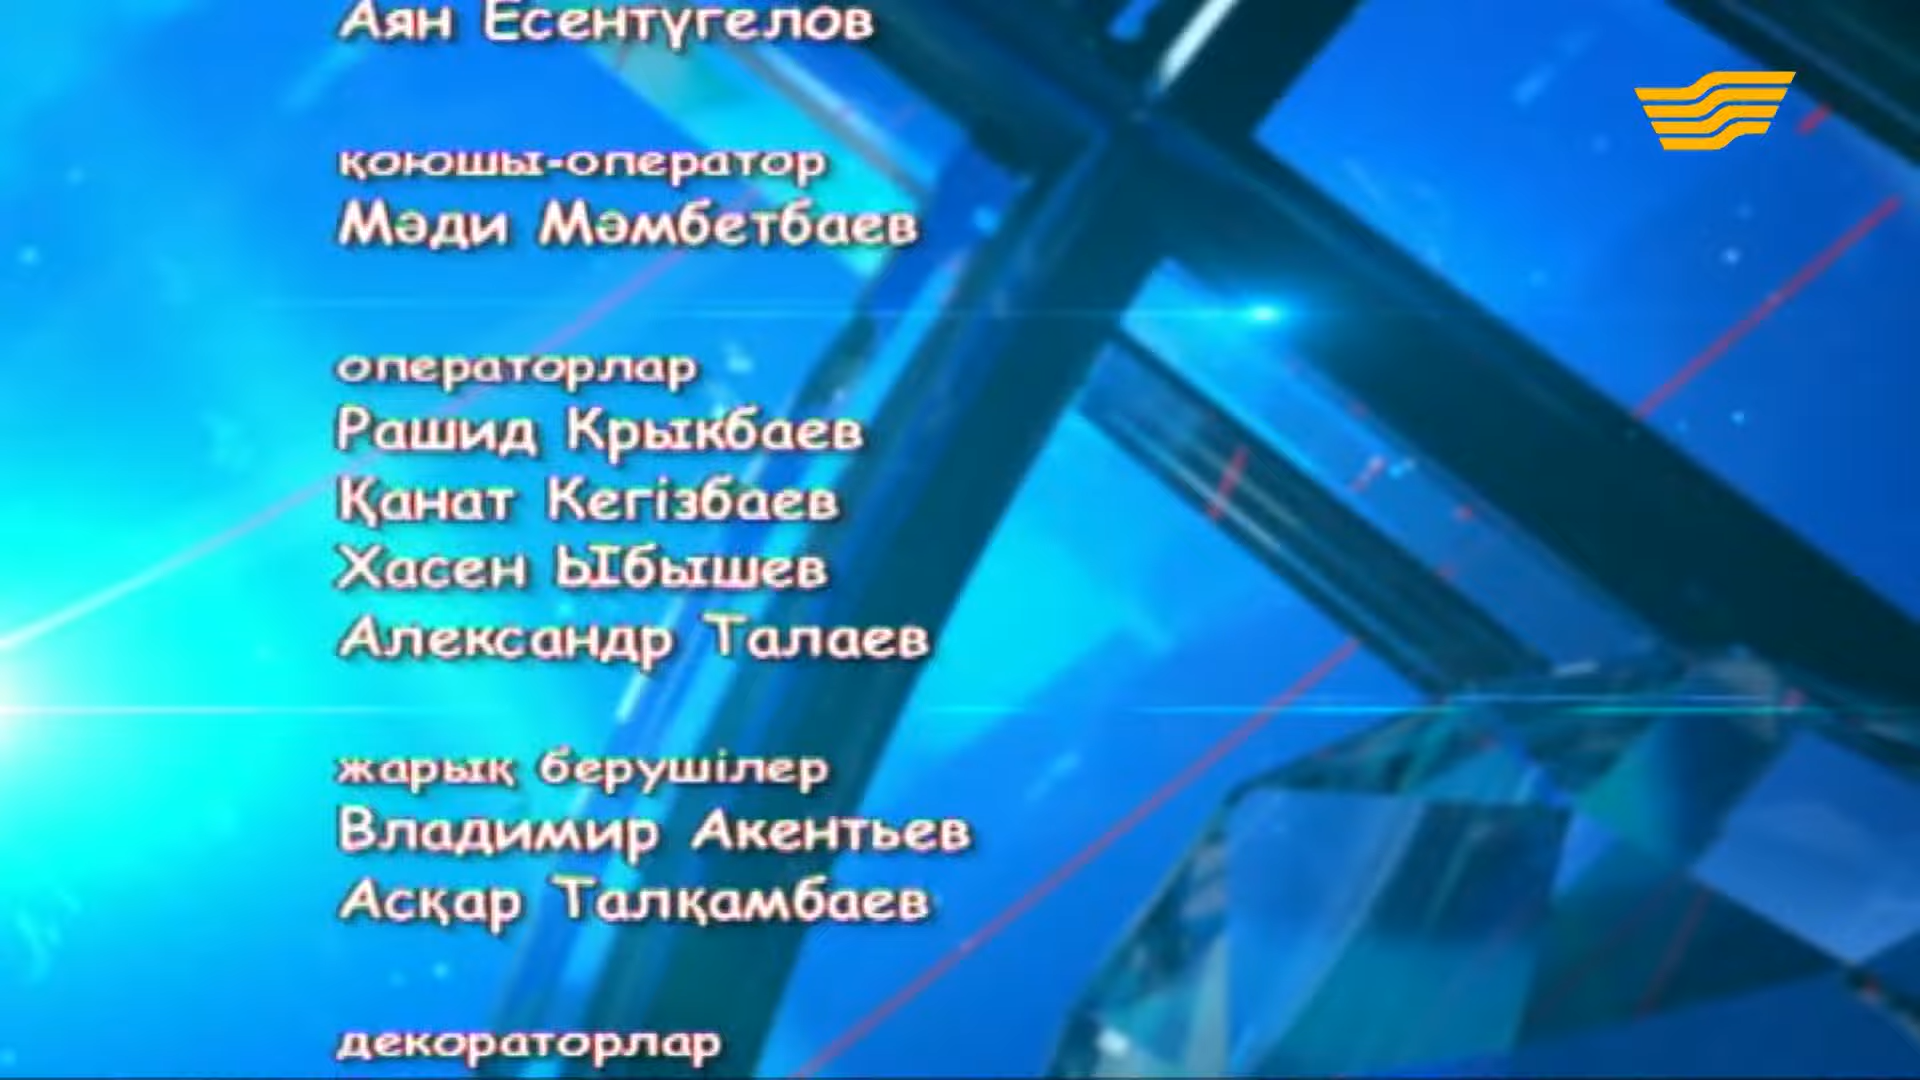 Аян Есентүгелов
қоюшы-оператор
Мәди Мәмбетбаев
операторлар
Рашид Крыкбаев
Қанат Кегізбаев
Хасен Ыбышев
Александр Талаев
жарық берушілер
Владимир Акентьев
Асқар Талқамбаев
декораторлар